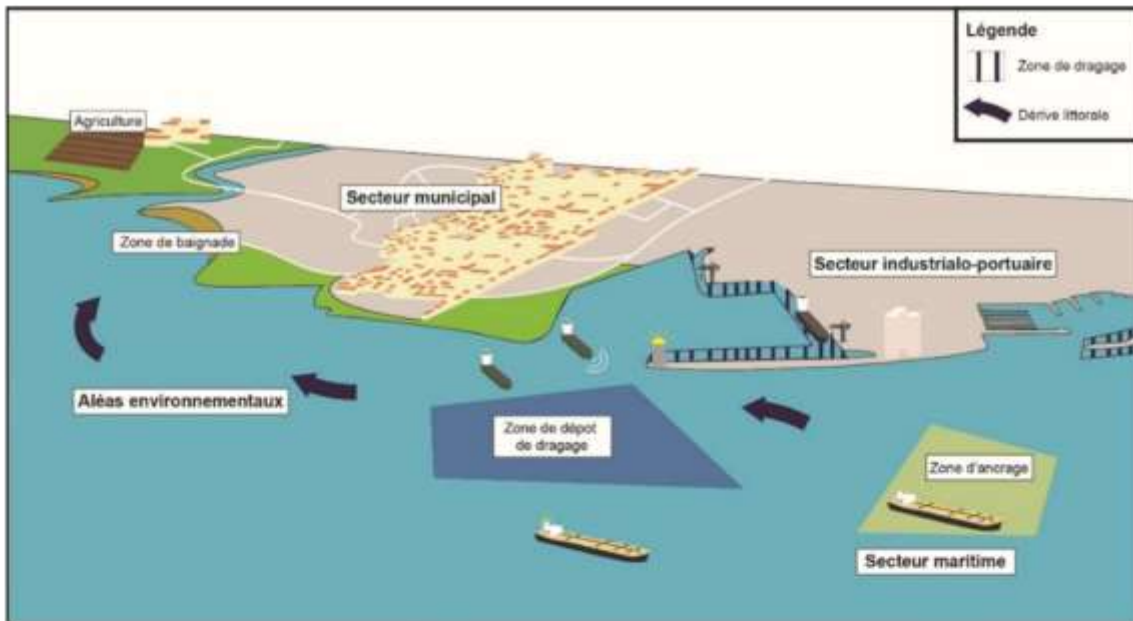 Légende
Zone de dragage
Dérive littorale
Agriculture
Secteur municipal
Zone de baignade
Secteur industrialo-portuaire
Aléas environnementaux
Zone de dépot
de dragage
Zone d'ancrage
Secteur maritime